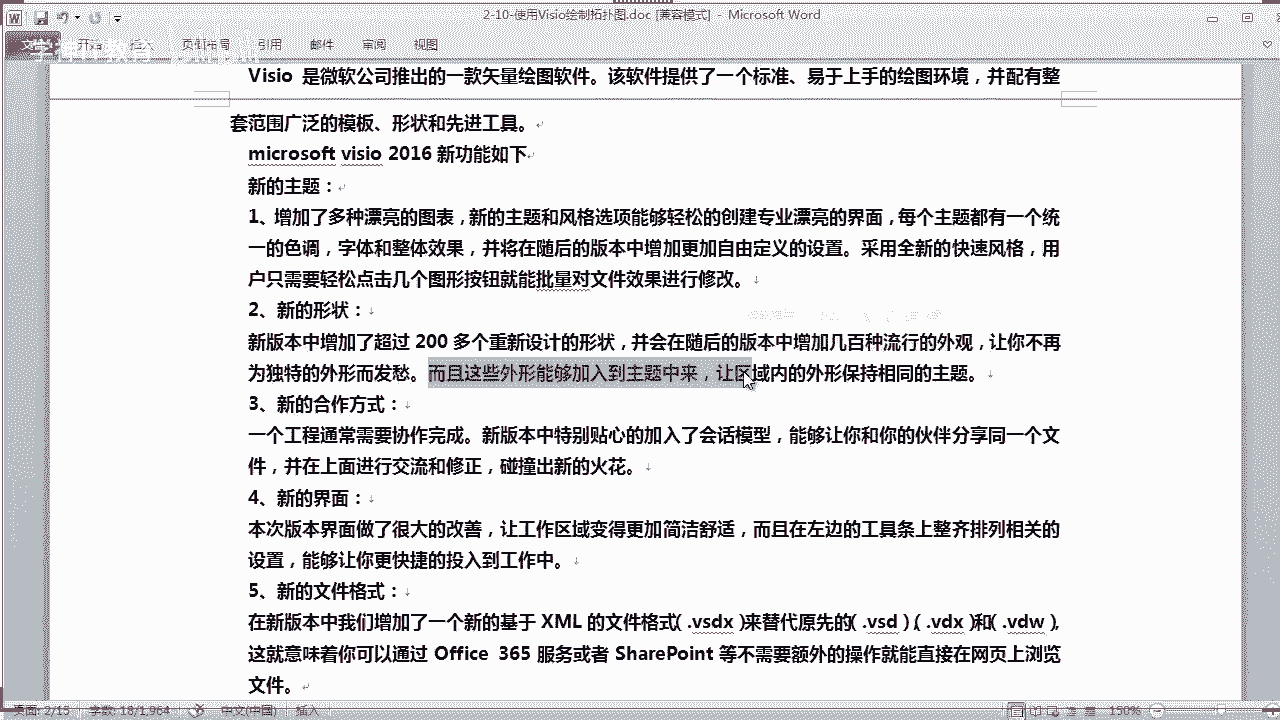 2-10-使用Visio绘制拓扑图.doc [兼容模式] - Microsoft Word
文件 开始 插入 页面布局 引用 邮件 审阅 视图
Visio 是微软公司推出的一款矢量绘图软件。该软件提供了一个标准、易于上手的绘图环境，并配有整
套范围广泛的模板、形状和先进工具。
microsoft visio 2016 新功能如下
新的主题：
1、增加了多种漂亮的图表，新的主题和风格选项能够轻松的创建专业漂亮的界面，每个主题都有一个统
一的色调，字体和整体效果，并将在随后的版本中增加更加自由定义的设置。采用全新的快速风格，用
户只需要轻松点击几个图形按钮就能批量对文件效果进行修改。
2、新的形状：
新版本中增加了超过 200 多个重新设计的形状，并会在随后的版本中增加几百种流行的外观，让你不再
为独特的外形而发愁。而且这些外形能够加入到主题中来，让区域内的外形保持相同的主题。
3、新的合作方式：
一个工程通常需要协作完成。新版本中特别贴心的加入了会话模型，能够让你和你的伙伴分享同一个文
件，并在上面进行交流和修正，碰撞出新的火花。
4、新的界面：
本次版本界面做了很大的改善，让工作区域变得更加简洁舒适，而且在左边的工具条上整齐排列相关的
设置，能够让你更快捷的投入到工作中。
5、新的文件格式：
在新版本中我们增加了一个新的基于 XML 的文件格式( .vsdx )来替代原先的( .vsd ) ( .vdx )和( .vdw ),
这就意味着你可以通过 Office 365 服务或者 SharePoint 等不需要额外的操作就能直接在网页上浏览
文件。
页面: 2/15 字数: 18/1,964 中文(中国) 插入 150%